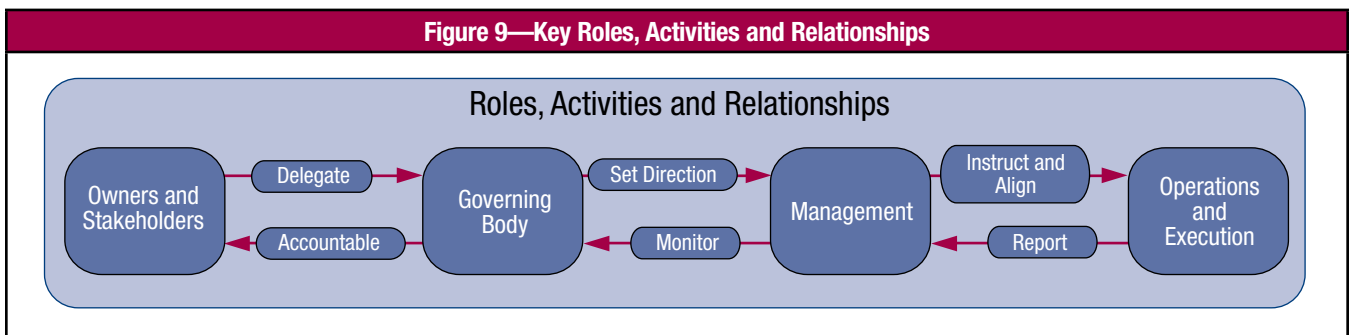 Figure 9—Key Roles, Activities and Relationships
Roles, Activities and Relationships
Owners and
Stakeholders
Delegate
Accountable
Governing
Body
Set Direction
Monitor
Management
Instruct and
Align
Report
Operations
and
Execution